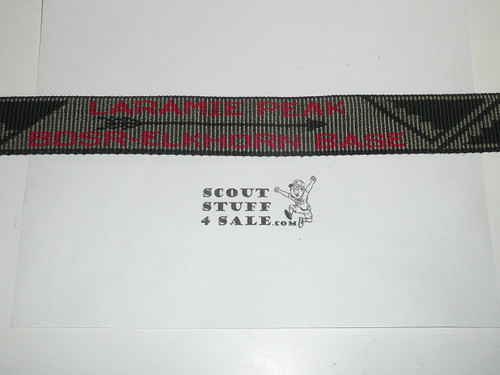 LARAMIE PEAK
BDSR-ELKHORN BASE
SCOUT
STUFF
4 SALE.COM